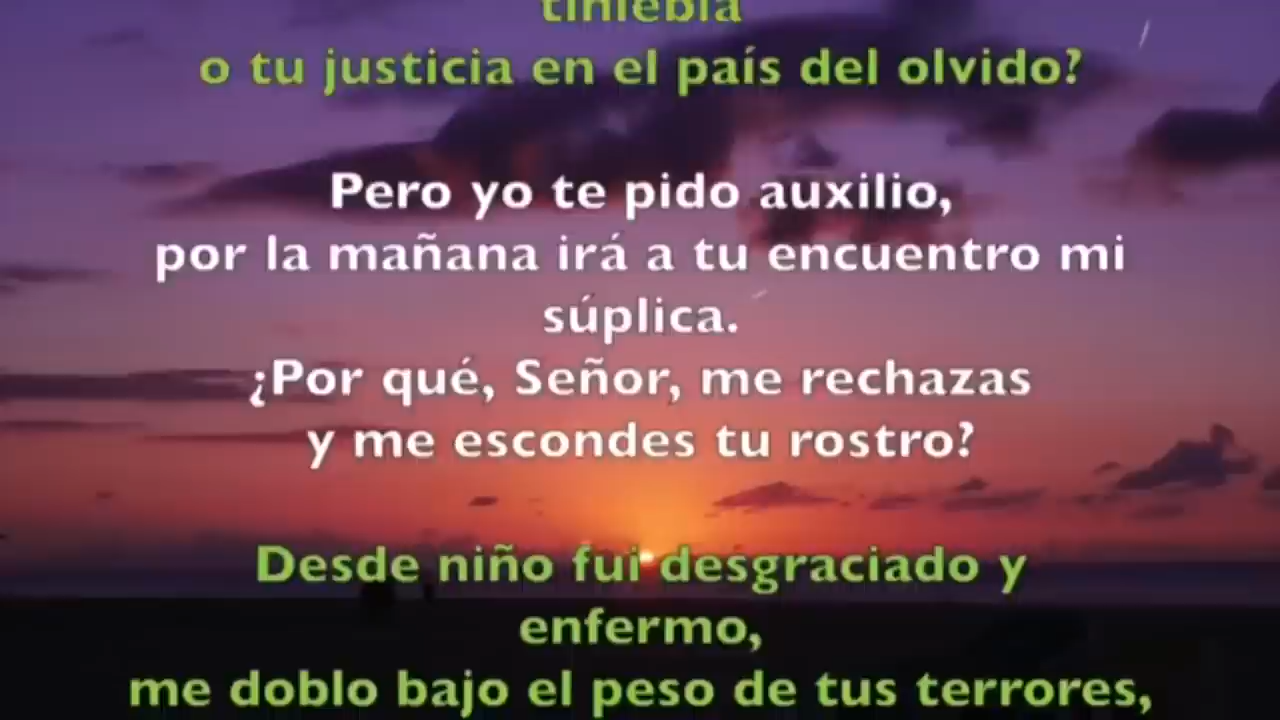 tiniebla
o tu justicia en el país del olvido?
Pero yo te pido auxilio,
por la mañana irá a tu encuentro mi
súplica.
¿Por qué, Señor, me rechazas
y me escondes tu rostro?
Desde niño fui desgraciado y
enfermo,
me doblo bajo el peso de tus terrores,